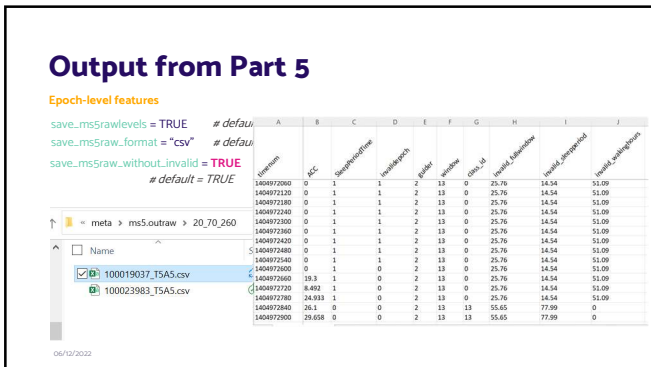 Output from Part 5
Epoch-level features
save_ms5rawlevels = TRUE # defau
save_ms5raw_format = “csv” # defau
save_ms5raw_without_invalid = TRUE
# default = TRUE
« meta > ms5.outraw > 20_70_260
Name S
100019037_T5A5.csv
100023983_T5A5.csv
A B C D E F G H I J
timenum ACC SleepPeriodTime invalidepoch guider window class_id invalid_fullwindow invalid_sleepperiod invalid_wakinghours
1404972060 0 1 1 2 13 0 25.76 14.54 51.09
1404972120 0 1 1 2 13 0 25.76 14.54 51.09
1404972180 0 1 1 2 13 0 25.76 14.54 51.09
1404972240 0 1 1 2 13 0 25.76 14.54 51.09
1404972300 0 1 1 2 13 0 25.76 14.54 51.09
1404972360 0 1 1 2 13 0 25.76 14.54 51.09
1404972420 0 1 1 2 13 0 25.76 14.54 51.09
1404972480 0 1 1 2 13 0 25.76 14.54 51.09
1404972540 0 1 1 2 13 0 25.76 14.54 51.09
1404972600 0 1 0 2 13 0 25.76 14.54 51.09
1404972660 19.3 1 0 2 13 0 25.76 14.54 51.09
1404972720 8.492 1 0 2 13 0 25.76 14.54 51.09
1404972780 24.933 1 0 2 13 0 25.76 14.54 51.09
1404972840 26.1 0 0 2 13 13 55.65 77.99 0
1404972900 29.658 0 0 2 13 13 55.65 77.99 0
06/12/2022